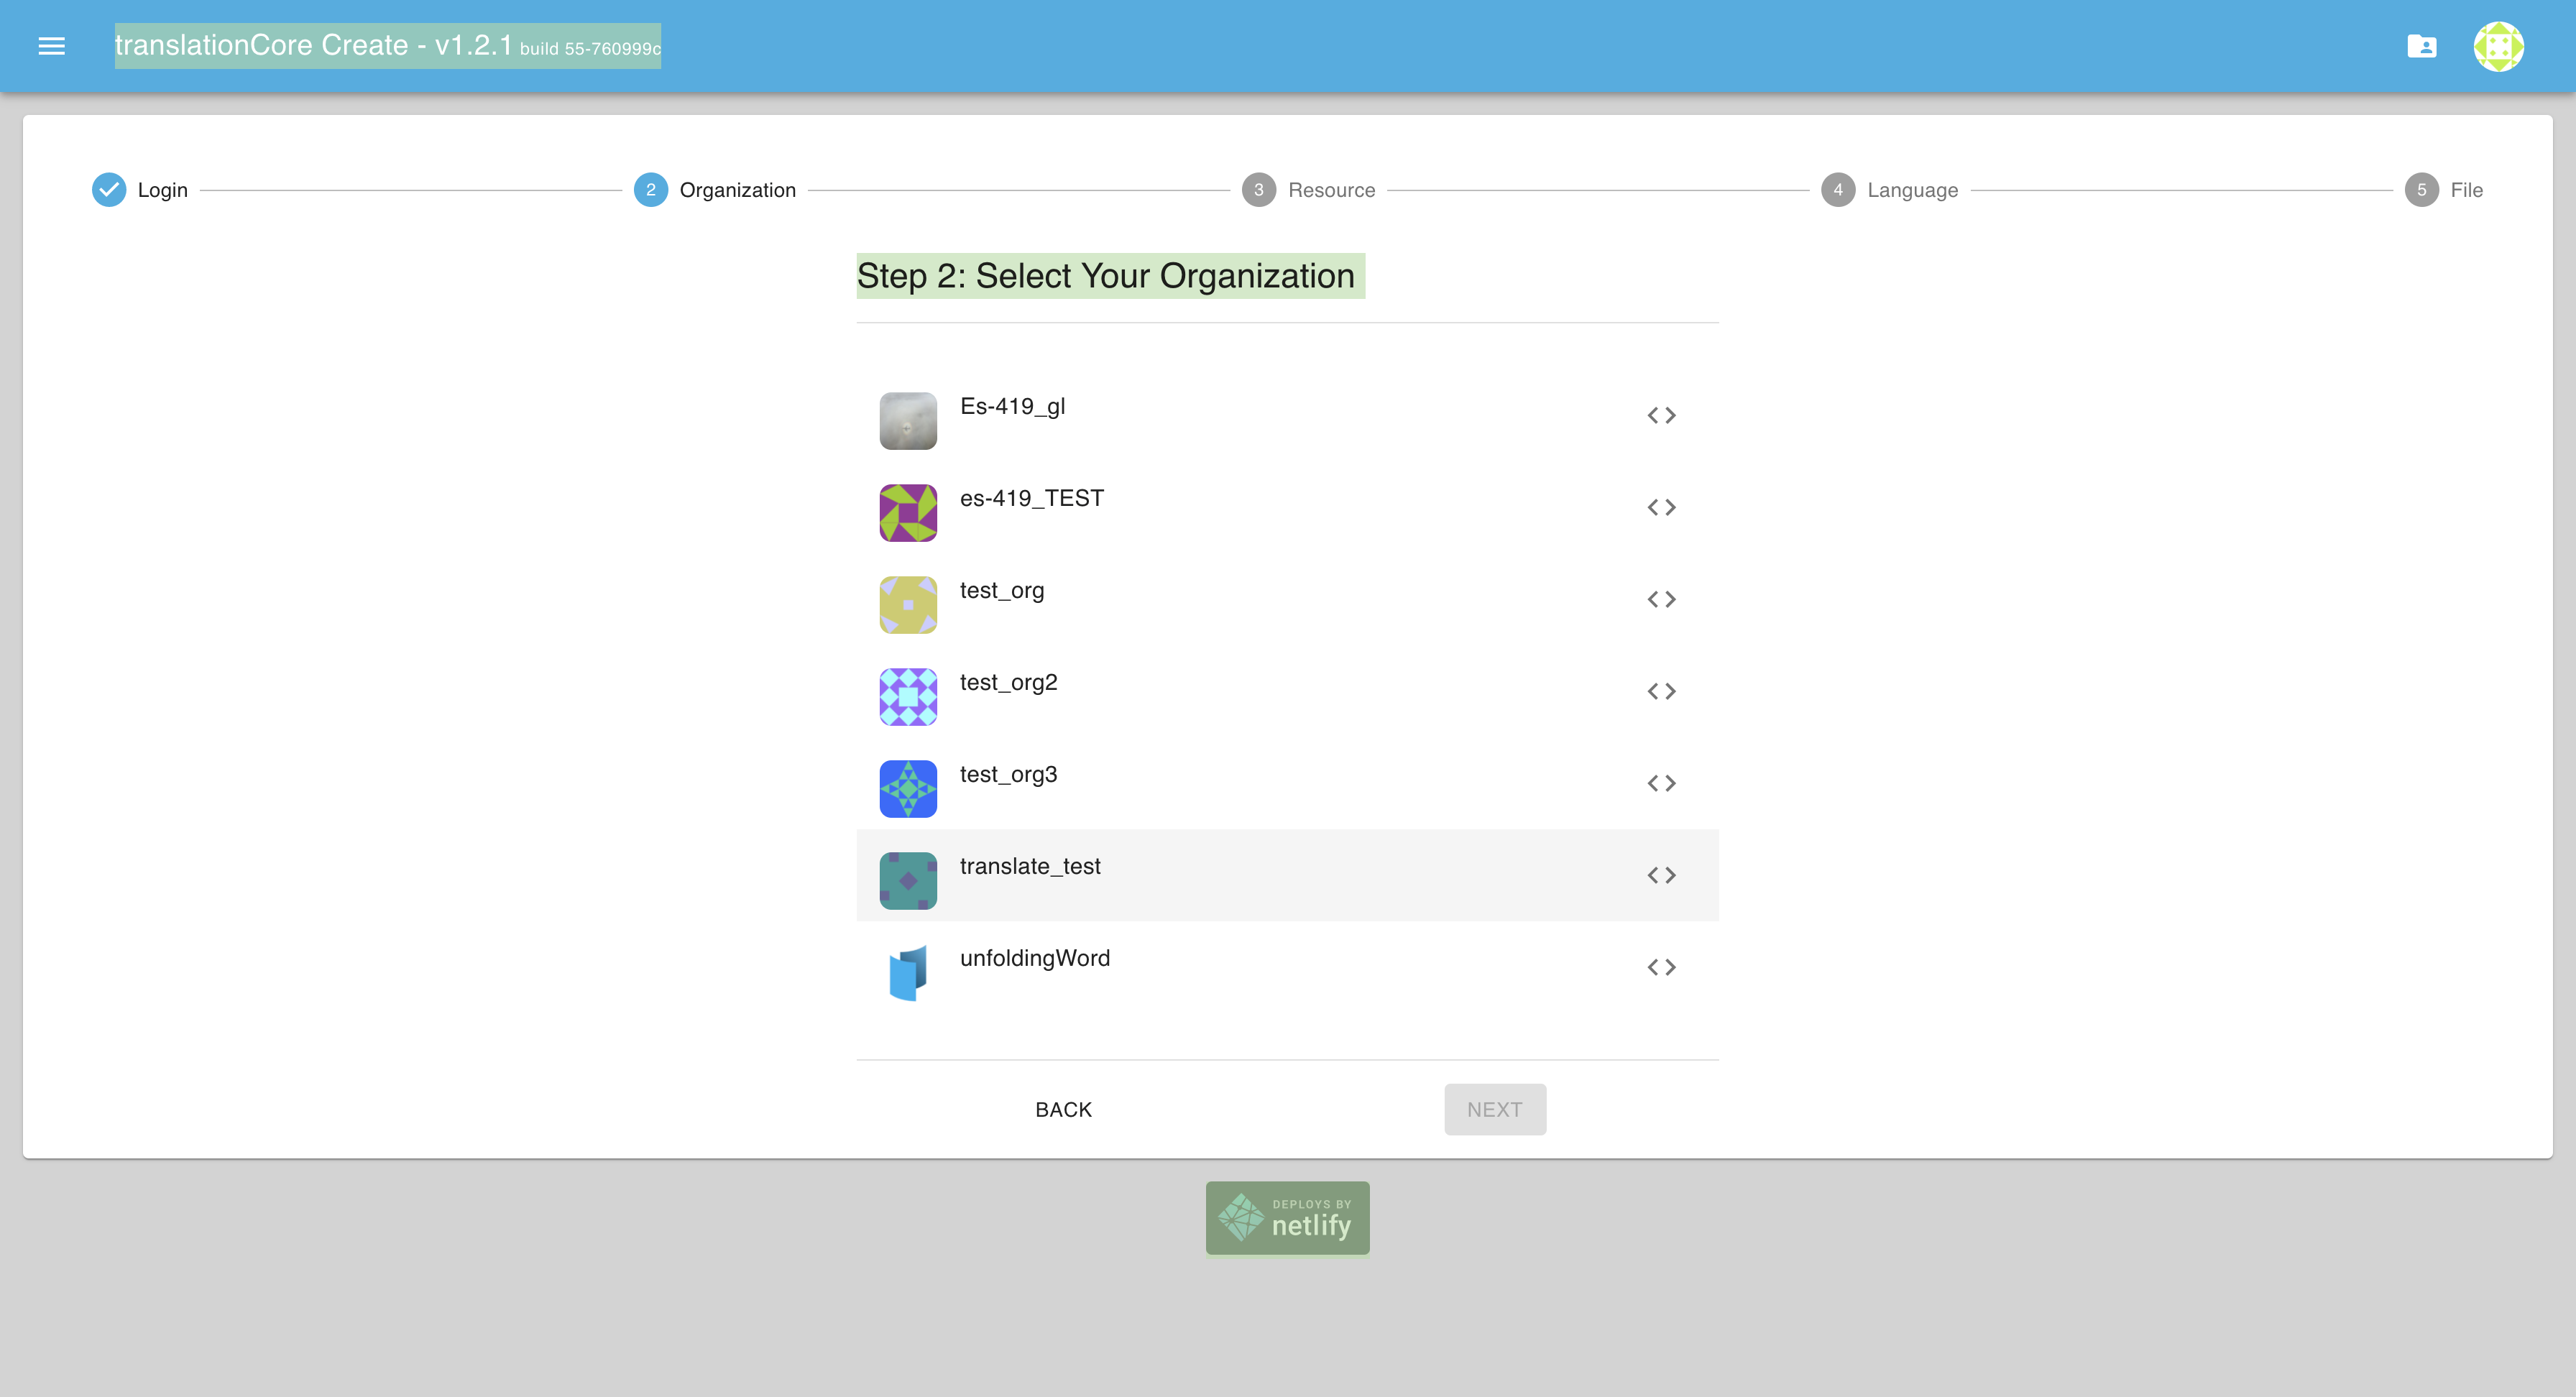 translationCore Create - v1.2.1 build 55-760999c
Login
2 Organization
3 Resource
4 Language
5 File
Step 2: Select Your Organization
Es-419_gl
es-419_TEST
test_org
test_org2
test_org3
translate_test
unfoldingWord
BACK
NEXT
DEPLOYS BY
netlify